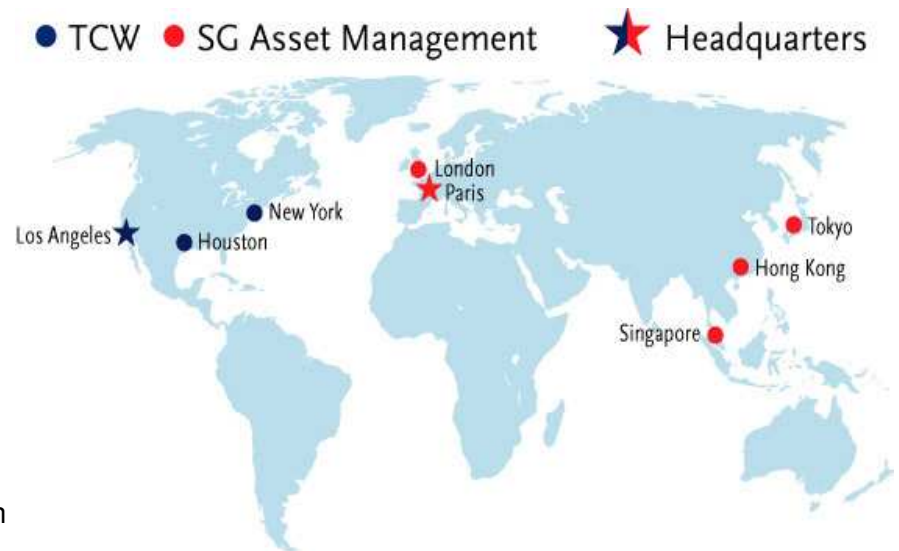 TCW SG Asset Management Headquarters
London
Paris
New York
Los Angeles
Houston
Tokyo
Hong Kong
Singapore
n